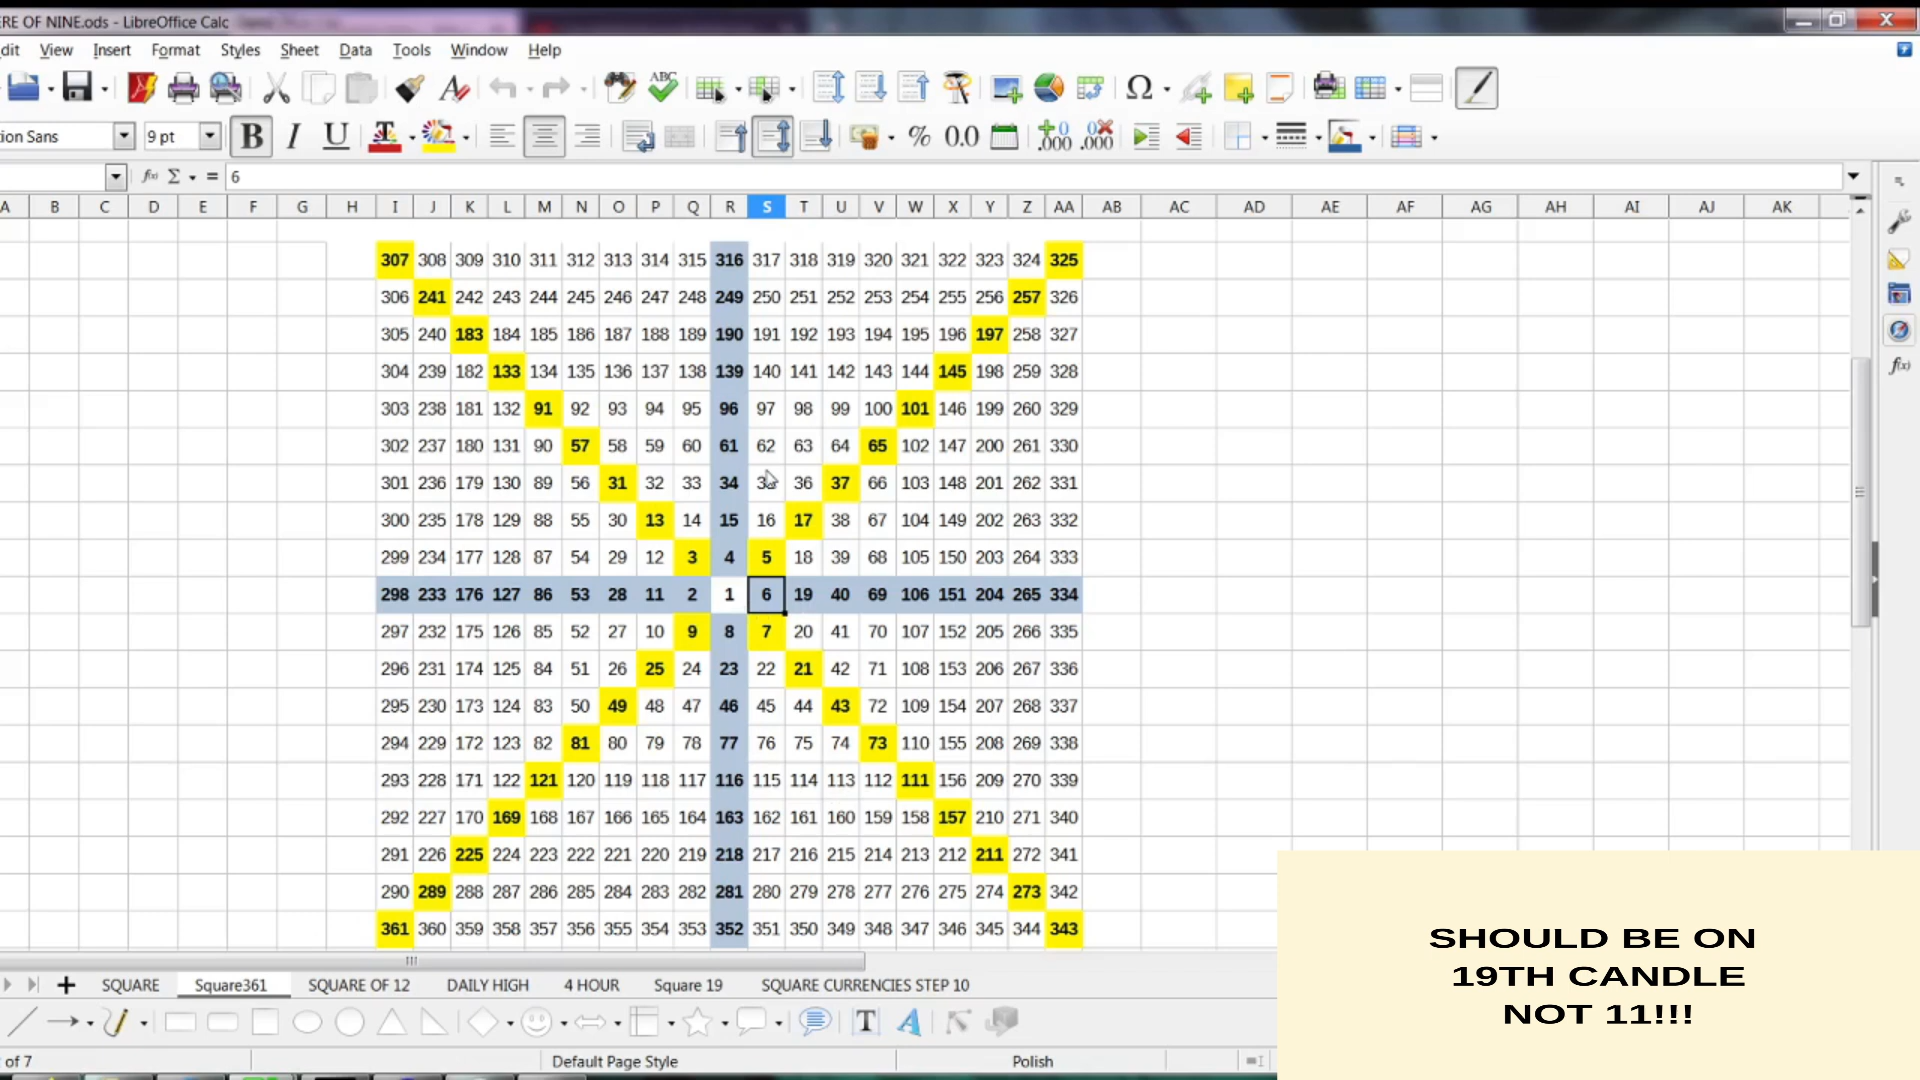 RE OF NINE.ods - LibreOffice Calc
dit View Insert Format Styles Sheet Data Tools Window Help
ABC
ion Sans 9 pt B I U % 0.0
f(x) Σ = 6
A B C D E F G H I J K L M N O P Q R S T U V W X Y Z AA AB AC AD AE AF AG AH AI AJ AK
307 308 309 310 311 312 313 314 315 316 317 318 319 320 321 322 323 324 325
306 241 242 243 244 245 246 247 248 249 250 251 252 253 254 255 256 257 326
305 240 183 184 185 186 187 188 189 190 191 192 193 194 195 196 197 258 327
304 239 182 133 134 135 136 137 138 139 140 141 142 143 144 145 198 259 328
303 238 181 132 91 92 93 94 95 96 97 98 99 100 101 146 199 260 329
302 237 180 131 90 57 58 59 60 61 62 63 64 65 102 147 200 261 330
301 236 179 130 89 56 31 32 33 34 36 37 66 103 148 201 262 331
300 235 178 129 88 55 30 13 14 15 16 17 38 67 104 149 202 263 332
299 234 177 128 87 54 29 12 3 4 5 18 39 68 105 150 203 264 333
298 233 176 127 86 53 28 11 2 1 6 19 40 69 106 151 204 265 334
297 232 175 126 85 52 27 10 9 8 7 20 41 70 107 152 205 266 335
296 231 174 125 84 51 26 25 24 23 22 21 42 71 108 153 206 267 336
295 230 173 124 83 50 49 48 47 46 45 44 43 72 109 154 207 268 337
294 229 172 123 82 81 80 79 78 77 76 75 74 73 110 155 208 269 338
293 228 171 122 121 120 119 118 117 116 115 114 113 112 111 156 209 270 339
292 227 170 169 168 167 166 165 164 163 162 161 160 159 158 157 210 271 340
291 226 225 224 223 222 221 220 219 218 217 216 215 214 213 212 211 272 341
290 289 288 287 286 285 284 283 282 281 280 279 278 277 276 275 274 273 342
361 360 359 358 357 356 355 354 353 352 351 350 349 348 347 346 345 344 343
SQUARE Square361 SQUARE OF 12 DAILY HIGH 4 HOUR Square 19 SQUARE CURRENCIES STEP 10
of 7 Default Page Style Polish
SHOULD BE ON
19TH CANDLE
NOT 11!!!